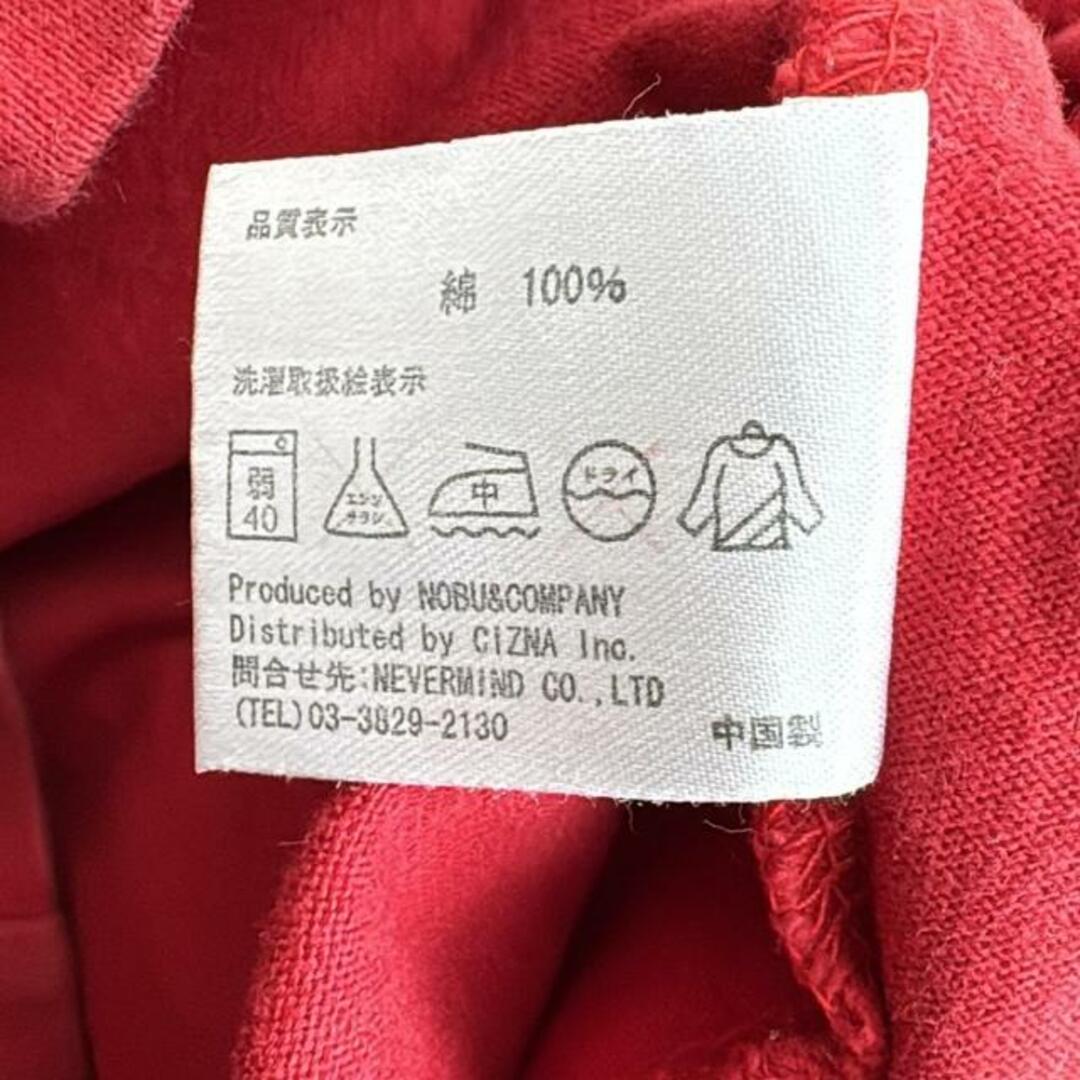 品質表示
綿 100%
洗濯取扱絵表示
弱
40
エンソ
サラシ
中
ドライ
Produced by NOBU&COMPANY
Distributed by CiZNA Inc.
問合せ先:NEVERMIND CO.,LTD
(TEL)03-3829-2130
中国製